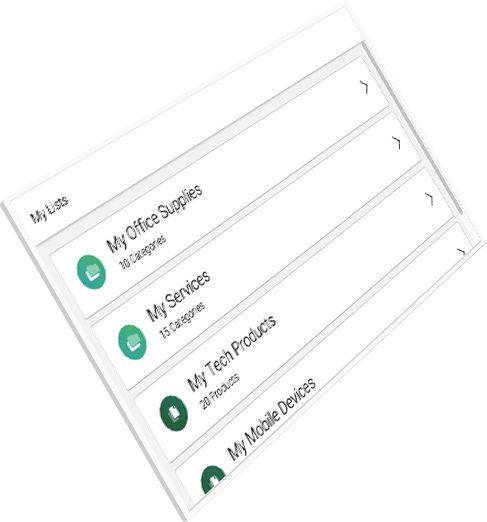 My Lists
My Office Supplies
10 Categories
My Services
15 Categories
My Tech Products
20 Products
My Mobile Devices